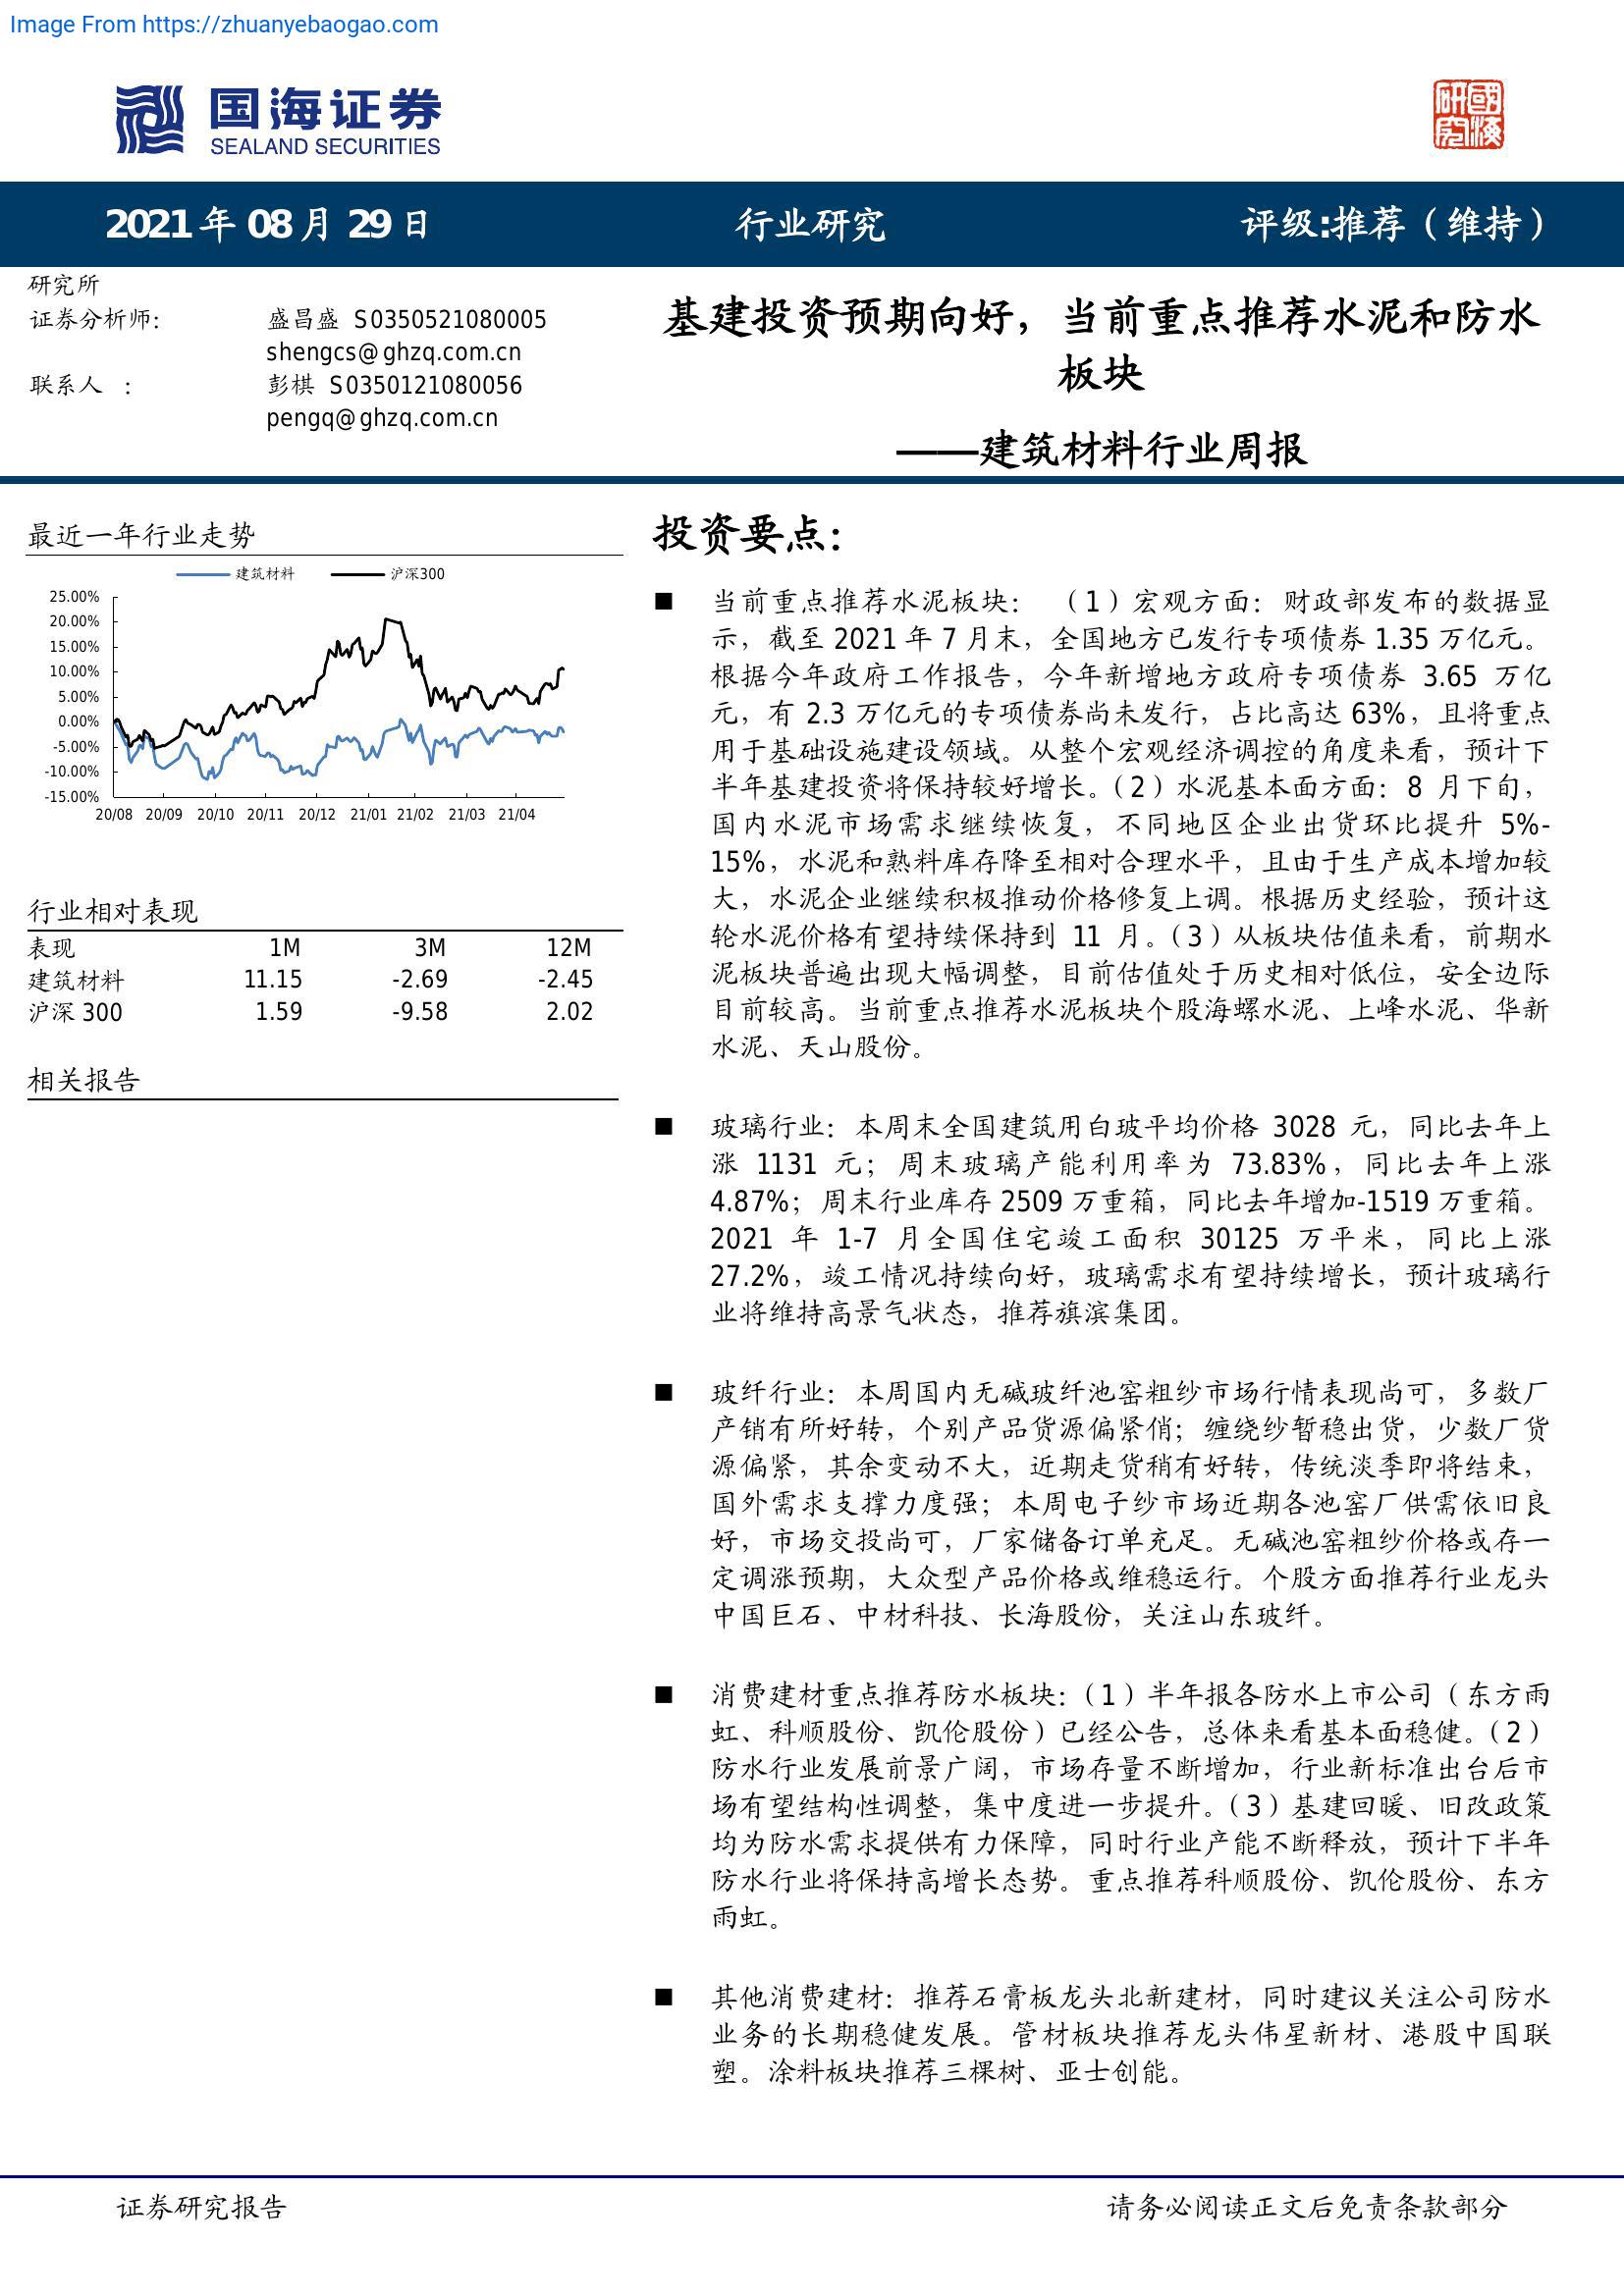 Image From https://zhuanyebaogao.com
国海证券
SEALAND SECURITIES
研國
究海
2021 年 08 月 29 日 行业研究 评级:推荐（维持）
研究所
证券分析师: 盛昌盛 S0350521080005
shengcs@ghzq.com.cn
联系人 : 彭棋 S0350121080056
pengq@ghzq.com.cn
基建投资预期向好，当前重点推荐水泥和防水
板块
——建筑材料行业周报
最近一年行业走势
建筑材料 沪深300
25.00%
20.00%
15.00%
10.00%
5.00%
0.00%
-5.00%
-10.00%
-15.00%
20/08 20/09 20/10 20/11 20/12 21/01 21/02 21/03 21/04
行业相对表现
表现 1M 3M 12M
建筑材料 11.15 -2.69 -2.45
沪深 300 1.59 -9.58 2.02
相关报告
投资要点:
■ 当前重点推荐水泥板块：（1）宏观方面：财政部发布的数据显
示，截至 2021 年 7 月末，全国地方已发行专项债券 1.35 万亿元。
根据今年政府工作报告，今年新增地方政府专项债券 3.65 万亿
元，有 2.3 万亿元的专项债券尚未发行，占比高达 63%，且将重点
用于基础设施建设领域。从整个宏观经济调控的角度来看，预计下
半年基建投资将保持较好增长。（2）水泥基本面方面：8 月下旬，
国内水泥市场需求继续恢复，不同地区企业出货环比提升 5%-
15%，水泥和熟料库存降至相对合理水平，且由于生产成本增加较
大，水泥企业继续积极推动价格修复上调。根据历史经验，预计这
轮水泥价格有望持续保持到 11 月。（3）从板块估值来看，前期水
泥板块普遍出现大幅调整，目前估值处于历史相对低位，安全边际
目前较高。当前重点推荐水泥板块个股海螺水泥、上峰水泥、华新
水泥、天山股份。
■ 玻璃行业：本周末全国建筑用白玻平均价格 3028 元，同比去年上
涨 1131 元；周末玻璃产能利用率为 73.83%，同比去年上涨
4.87%；周末行业库存 2509 万重箱，同比去年增加-1519 万重箱。
2021 年 1-7 月全国住宅竣工面积 30125 万平米，同比上涨
27.2%，竣工情况持续向好，玻璃需求有望持续增长，预计玻璃行
业将维持高景气状态，推荐旗滨集团。
■ 玻纤行业：本周国内无碱玻纤池窑粗纱市场行情表现尚可，多数厂
产销有所好转，个别产品货源偏紧俏；缠绕纱暂稳出货，少数厂货
源偏紧，其余变动不大，近期走货稍有好转，传统淡季即将结束，
国外需求支撑力度强；本周电子纱市场近期各池窑厂供需依旧良
好，市场交投尚可，厂家储备订单充足。无碱池窑粗纱价格或存一
定调涨预期，大众型产品价格或维稳运行。个股方面推荐行业龙头
中国巨石、中材科技、长海股份，关注山东玻纤。
■ 消费建材重点推荐防水板块：（1）半年报各防水上市公司（东方雨
虹、科顺股份、凯伦股份）已经公告，总体来看基本面稳健。（2）
防水行业发展前景广阔，市场存量不断增加，行业新标准出台后市
场有望结构性调整，集中度进一步提升。（3）基建回暖、旧改政策
均为防水需求提供有力保障，同时行业产能不断释放，预计下半年
防水行业将保持高增长态势。重点推荐科顺股份、凯伦股份、东方
雨虹。
■ 其他消费建材：推荐石膏板龙头北新建材，同时建议关注公司防水
业务的长期稳健发展。管材板块推荐龙头伟星新材、港股中国联
塑。涂料板块推荐三棵树、亚士创能。
证券研究报告 请务必阅读正文后免责条款部分